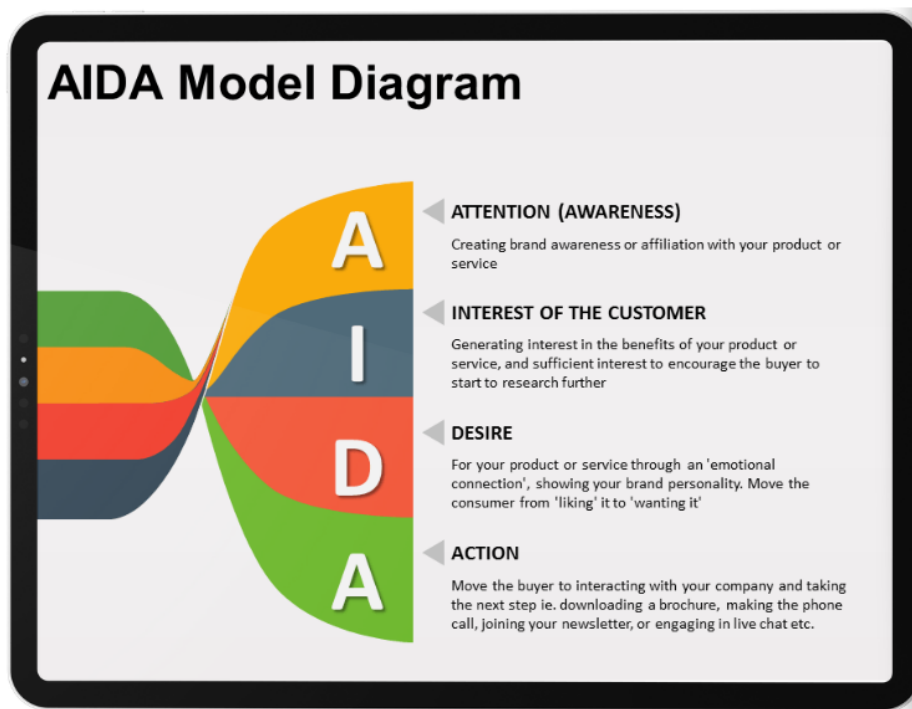 AIDA Model Diagram
A
ATTENTION (AWARENESS)
Creating brand awareness or affiliation with your product or
service
I
INTEREST OF THE CUSTOMER
Generating interest in the benefits of your product or
service, and sufficient interest to encourage the buyer to
start to research further
D
DESIRE
For your product or service through an 'emotional
connection', showing your brand personality. Move the
consumer from 'liking' it to 'wanting it'
A
ACTION
Move the buyer to interacting with your company and taking
the next step ie. downloading a brochure, making the phone
call, joining your newsletter, or engaging in live chat etc.